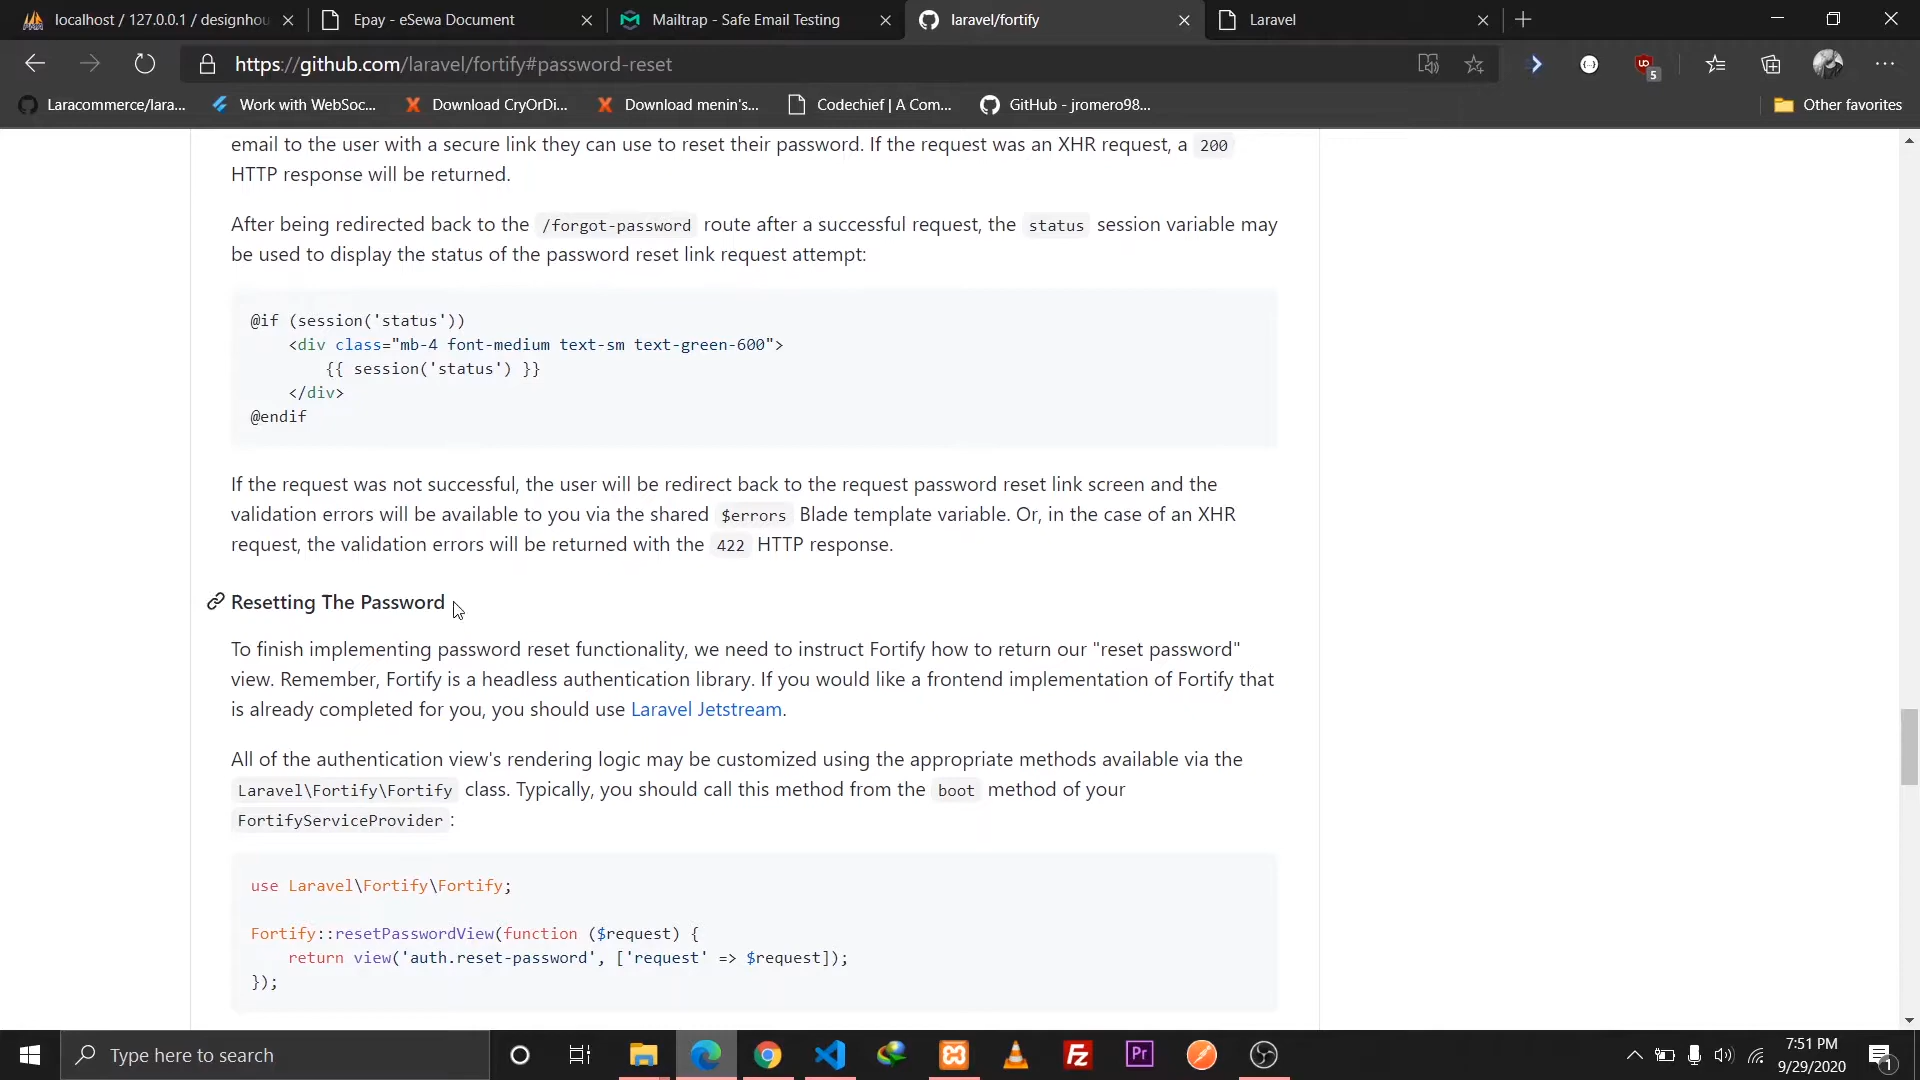 localhost / 127.0.0.1 / designhou
Epay - eSewa Document
Mailtrap - Safe Email Testing
laravel/fortify
Laravel
https://github.com/laravel/fortify#password-reset
5
Laracommerce/lara...
Work with WebSoc...
Download CryOrDi...
Download menin's...
Codechief | A Com...
GitHub - jromero98...
Other favorites
email to the user with a secure link they can use to reset their password. If the request was an XHR request, a 200
HTTP response will be returned.
After being redirected back to the /forgot-password route after a successful request, the status session variable may
be used to display the status of the password reset link request attempt:
@if (session('status'))
<div class="mb-4 font-medium text-sm text-green-600">
{{ session('status') }}
</div>
@endif
If the request was not successful, the user will be redirect back to the request password reset link screen and the
validation errors will be available to you via the shared $errors Blade template variable. Or, in the case of an XHR
request, the validation errors will be returned with the 422 HTTP response.
Resetting The Password
To finish implementing password reset functionality, we need to instruct Fortify how to return our "reset password"
view. Remember, Fortify is a headless authentication library. If you would like a frontend implementation of Fortify that
is already completed for you, you should use Laravel Jetstream.
All of the authentication view's rendering logic may be customized using the appropriate methods available via the
Laravel\Fortify\Fortify class. Typically, you should call this method from the boot method of your
FortifyServiceProvider:
use Laravel\Fortify\Fortify;
Fortify::resetPasswordView(function ($request) {
return view('auth.reset-password', ['request' => $request]);
});
Type here to search
7:51 PM
9/29/2020
1